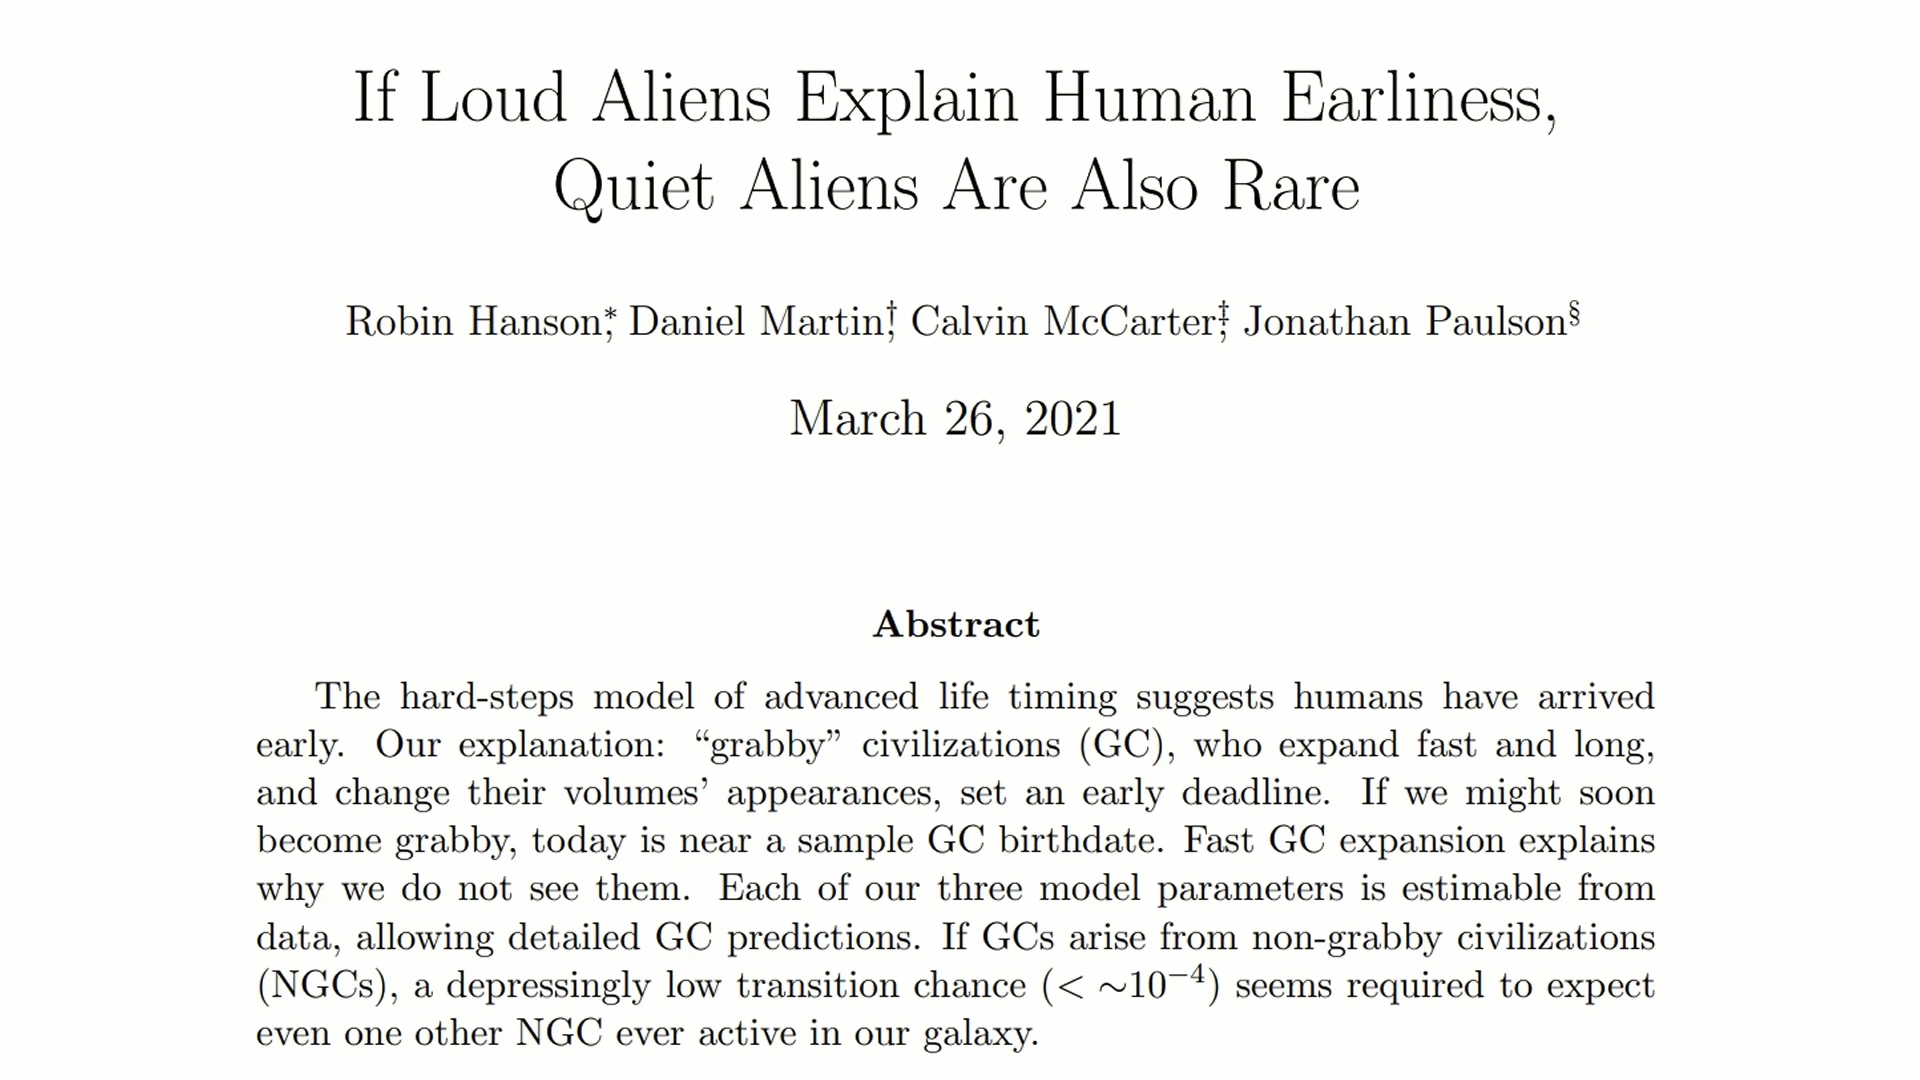 If Loud Aliens Explain Human Earliness,
Quiet Aliens Are Also Rare
Robin Hanson,* Daniel Martin,† Calvin McCarter,‡ Jonathan Paulson§
March 26, 2021
Abstract
The hard-steps model of advanced life timing suggests humans have arrived
early. Our explanation: “grabby” civilizations (GC), who expand fast and long,
and change their volumes’ appearances, set an early deadline. If we might soon
become grabby, today is near a sample GC birthdate. Fast GC expansion explains
why we do not see them. Each of our three model parameters is estimable from
data, allowing detailed GC predictions. If GCs arise from non-grabby civilizations
(NGCs), a depressingly low transition chance (< ~10⁻⁴) seems required to expect
even one other NGC ever active in our galaxy.